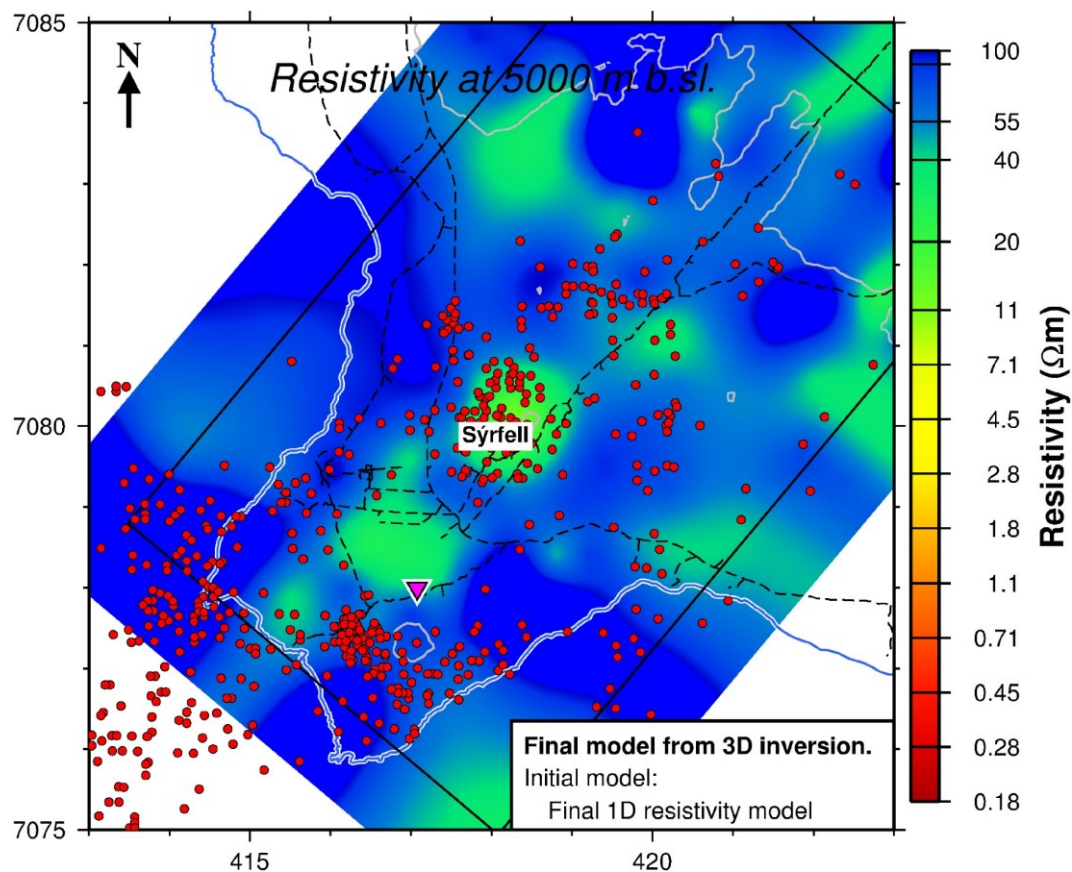 7085
N
Resistivity at 5000 m b.sl.
7080
Sýrfell
Final model from 3D inversion.
Initial model:
Final 1D resistivity model
7075
415
420
100
55
40
20
11
7.1
4.5
2.8
1.8
1.1
0.71
0.45
0.28
0.18
Resistivity (Ωm)